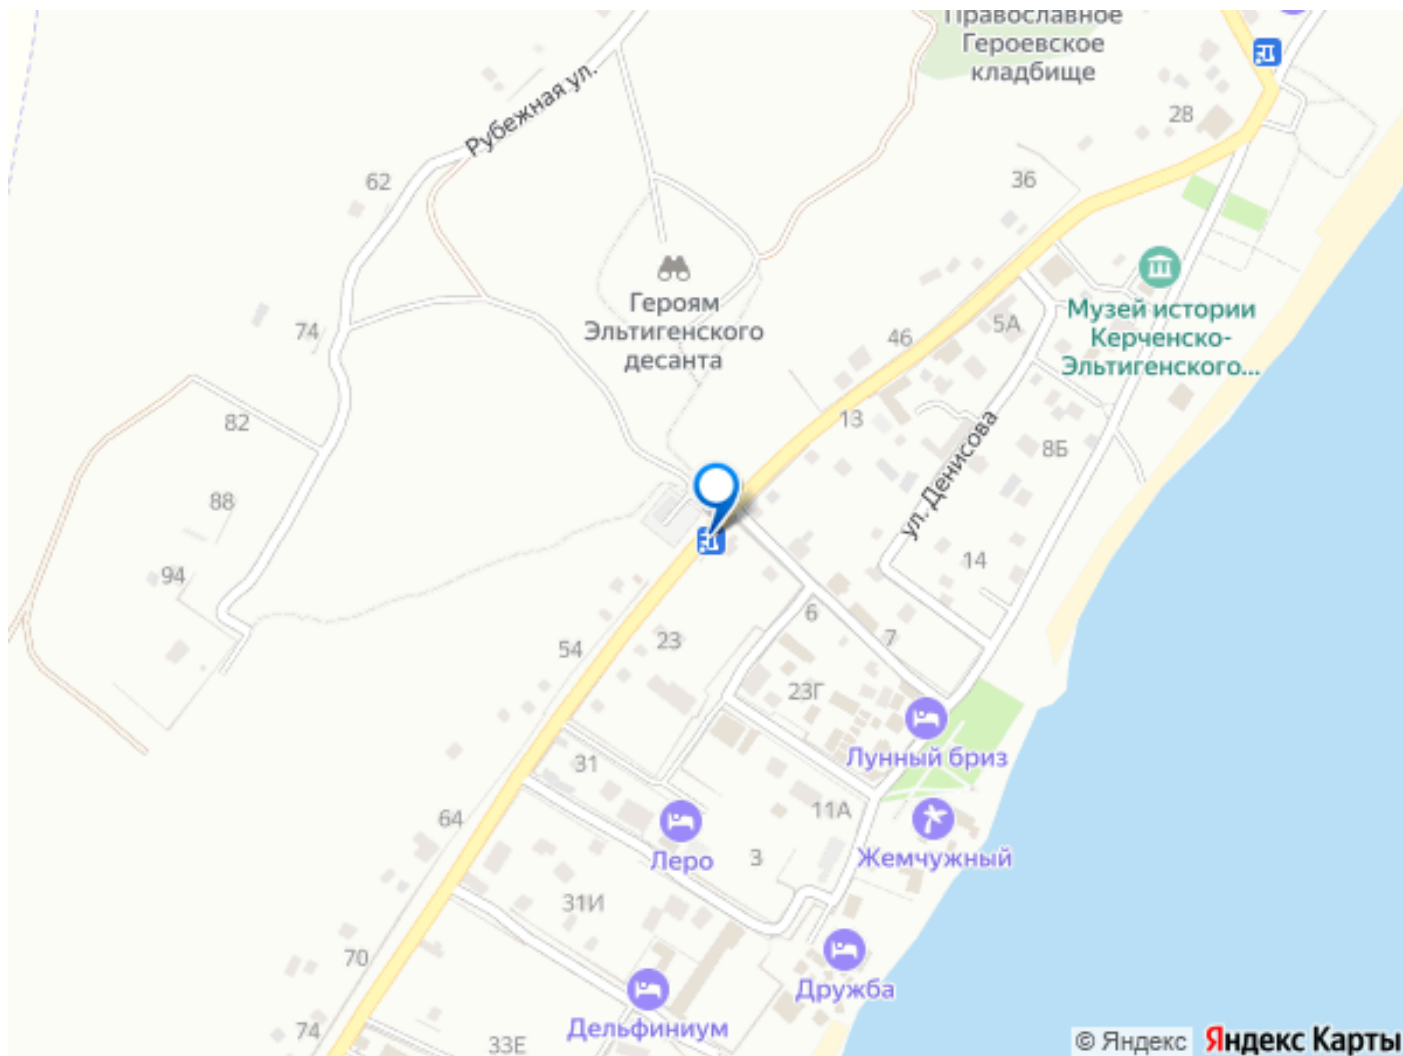 Православное
Героевское
кладбище
28
Рубежная ул.
62
36
Героям
Эльтигенского
десанта
Музей истории
Керченско-
Эльтигенского...
5А
46
74
82
13
8Б
ул. Денисова
88
14
94
6
7
23
54
23Г
Лунный бриз
31
11А
64
Леро
3
Жемчужный
31И
70
Дружба
Дельфиниум
74
33Е
© Яндекс Яндекс Карты